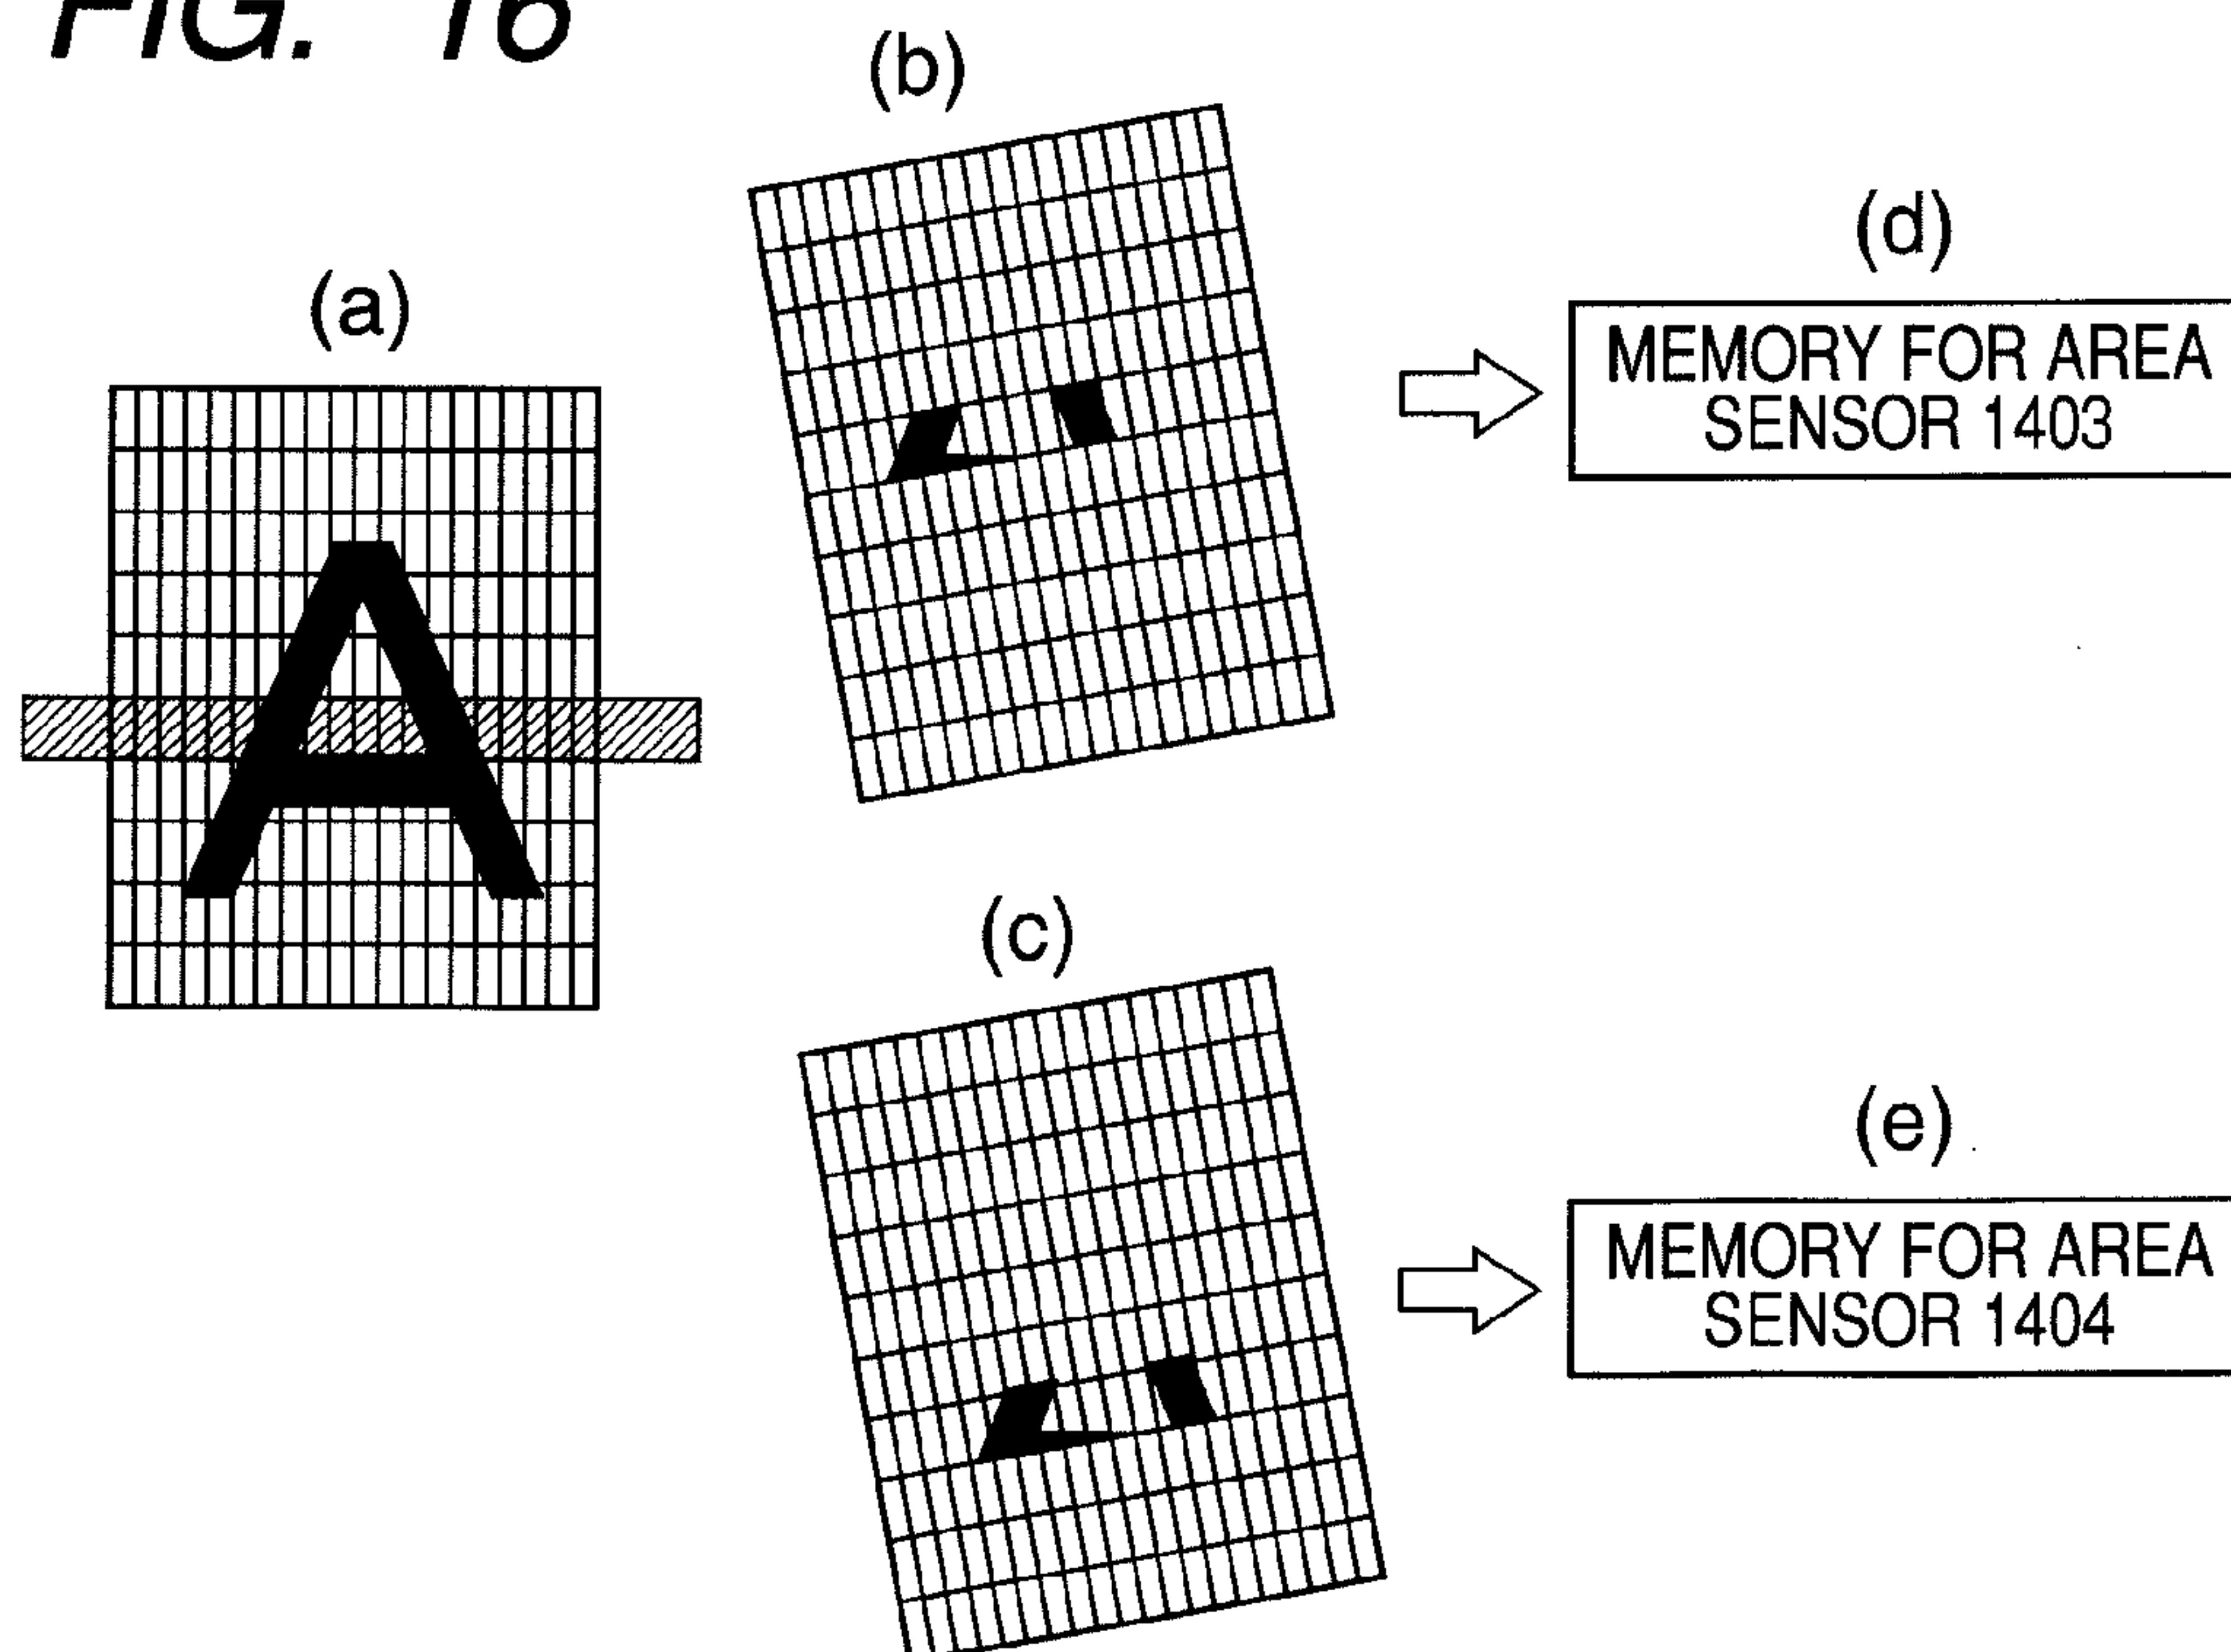 FIG. 16
(b)
(d)
(a)
MEMORY FOR AREA
SENSOR 1403
A
(c)
(e)
MEMORY FOR AREA
SENSOR 1404